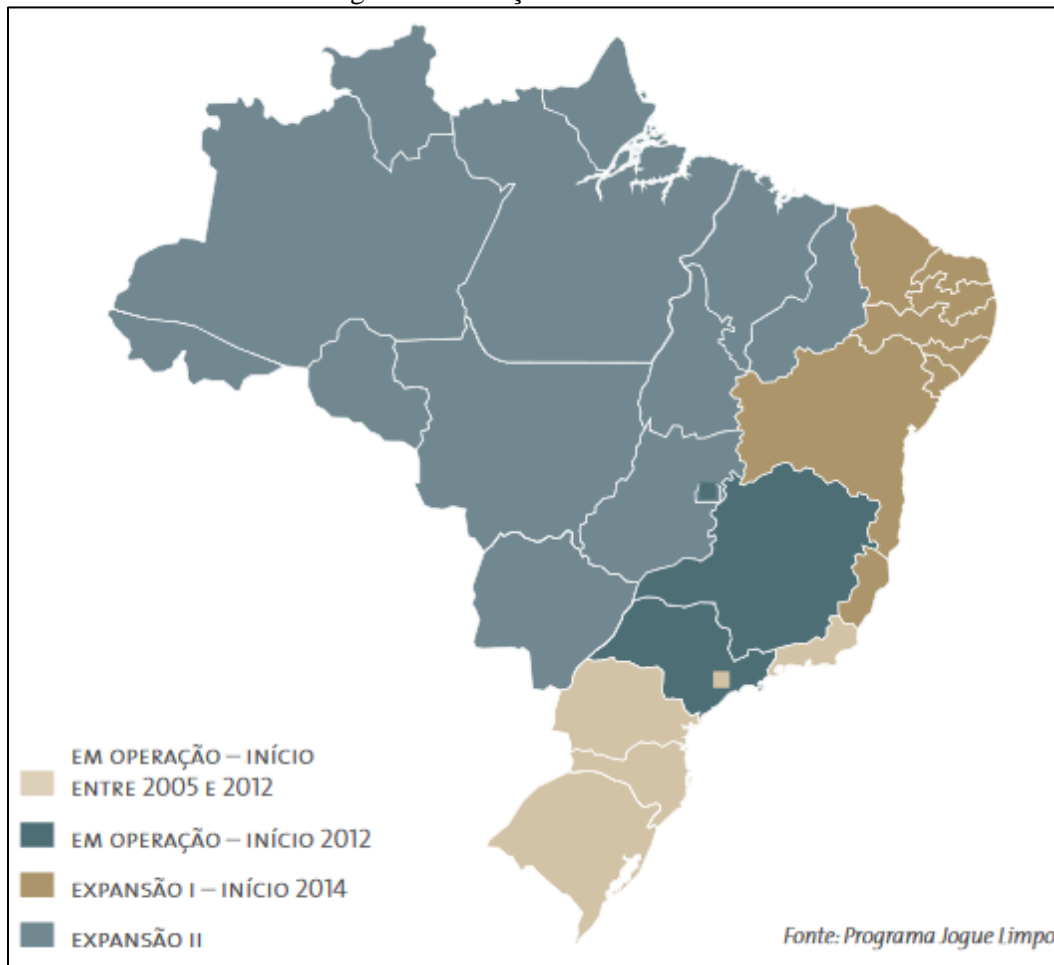 EM OPERAÇÃO – INÍCIO
ENTRE 2005 E 2012
EM OPERAÇÃO – INÍCIO 2012
EXPANSÃO I – INÍCIO 2014
EXPANSÃO II
Fonte: Programa Jogue Limpo